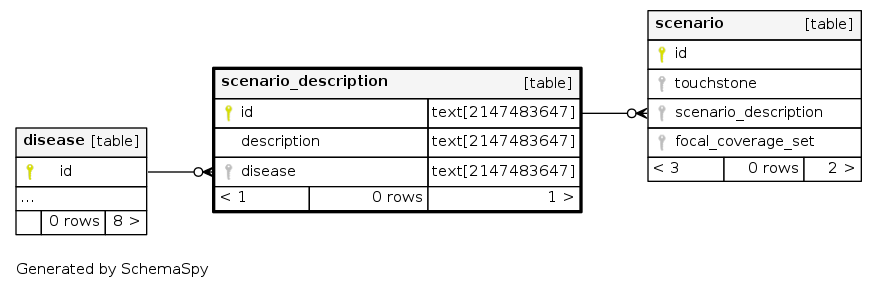 disease [table]
id
...
0 rows 8 >
scenario_description [table]
id text[2147483647]
description text[2147483647]
disease text[2147483647]
< 1 0 rows 1 >
scenario [table]
id
touchstone
scenario_description
focal_coverage_set
< 3 0 rows 2 >
Generated by SchemaSpy